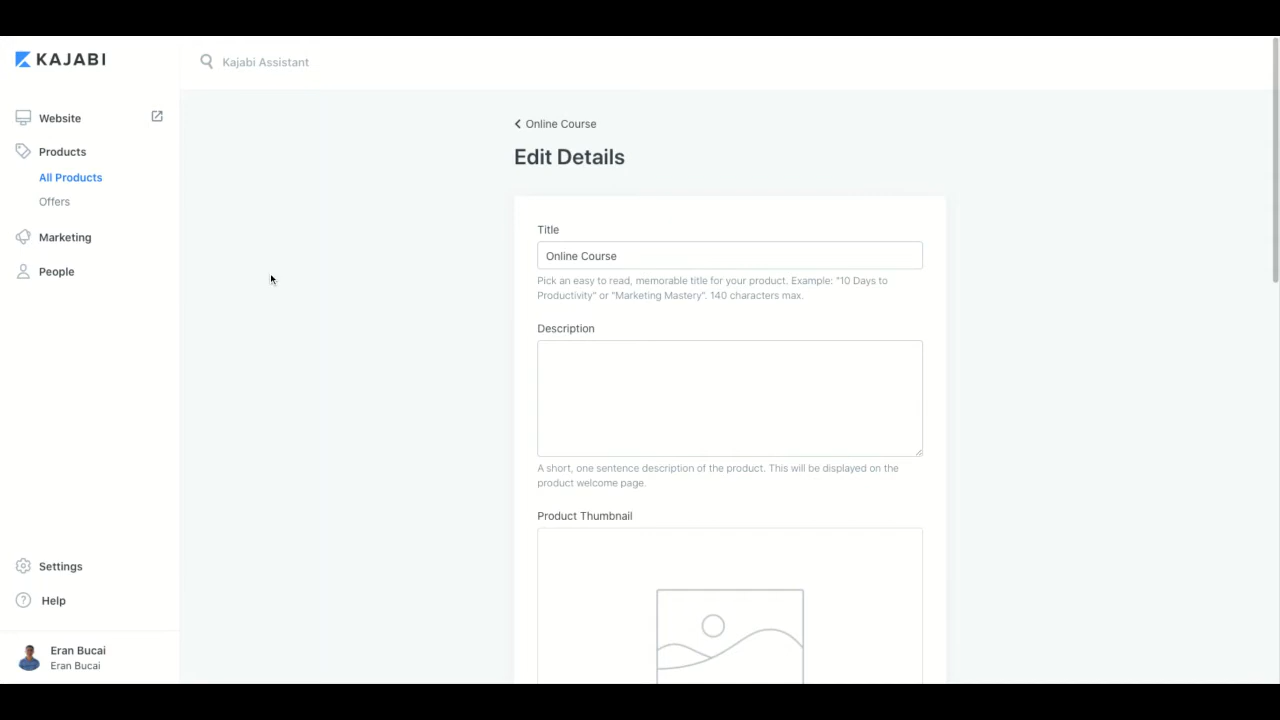 KAJABI
Kajabi Assistant
Website
Products
All Products
Offers
Marketing
People
Settings
Help
Eran Bucai
Eran Bucai
Online Course
Edit Details
Title
Online Course
Pick an easy to read, memorable title for your product. Example: "10 Days to
Productivity" or "Marketing Mastery". 140 characters max.
Description
A short, one sentence description of the product. This will be displayed on the
product welcome page.
Product Thumbnail